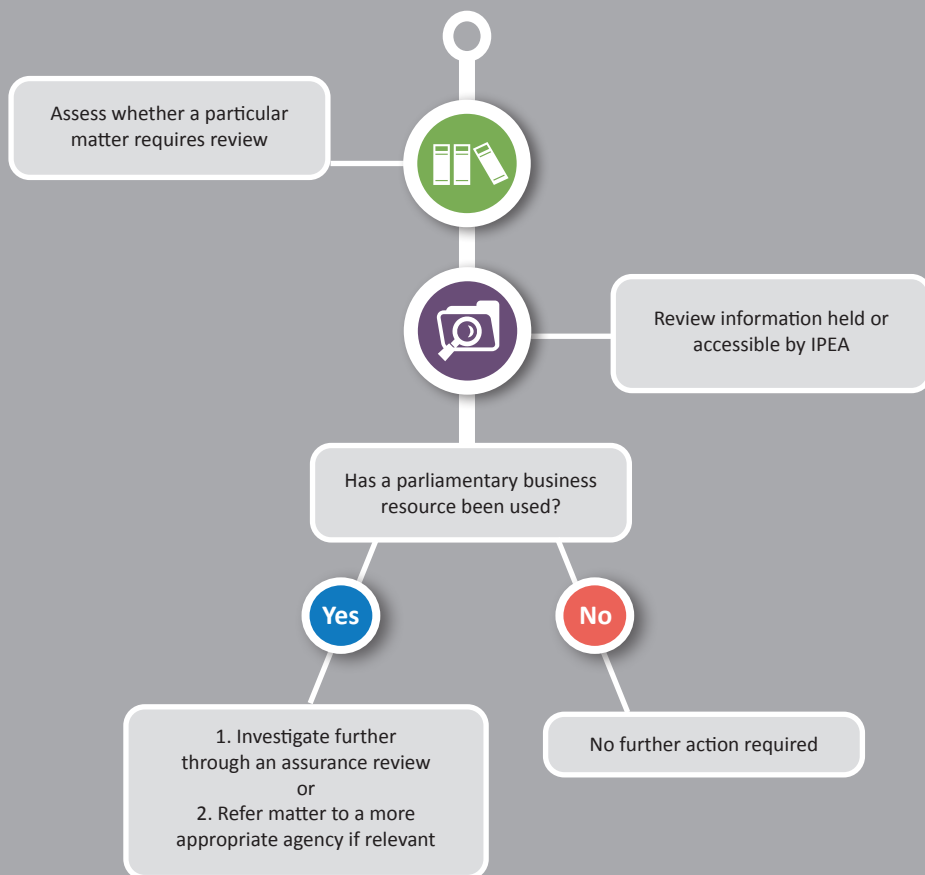 Assess whether a particular
matter requires review
Review information held or
accessible by IPEA
Has a parliamentary business
resource been used?
Yes
No
1. Investigate further
through an assurance review
or
2. Refer matter to a more
appropriate agency if relevant
No further action required